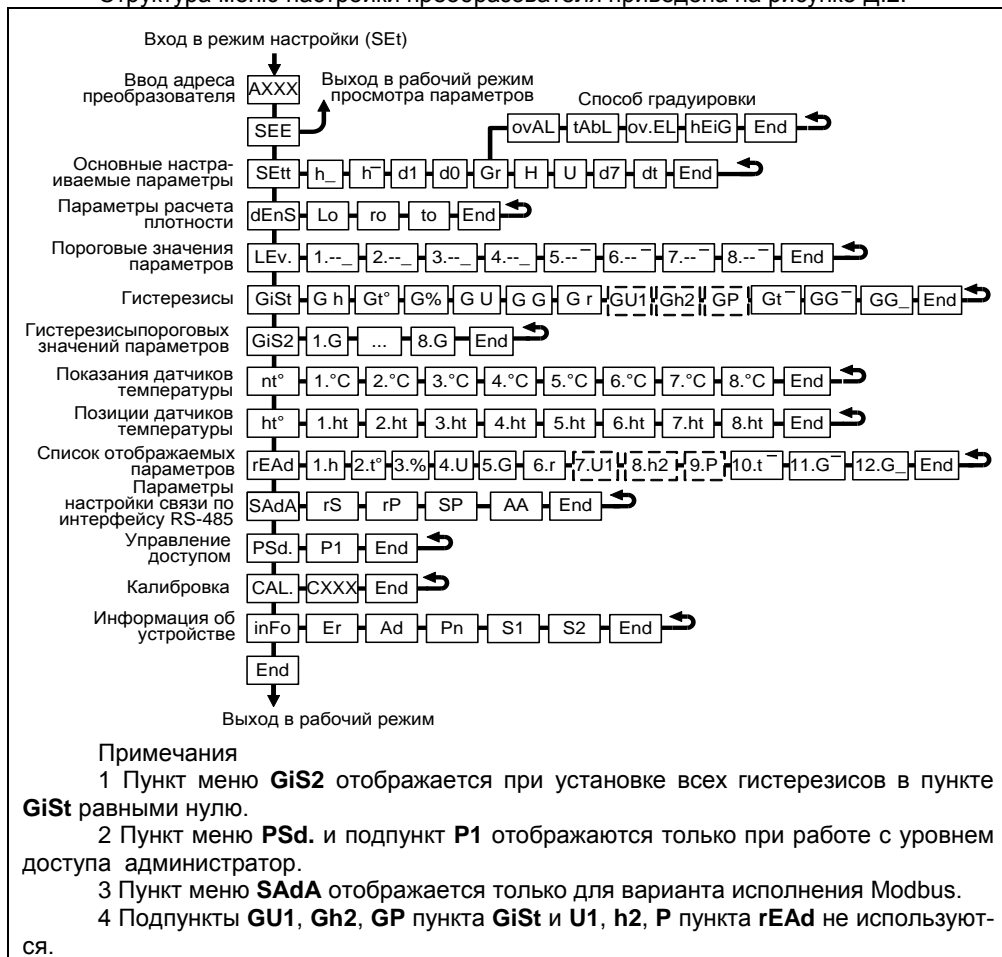 Структура меню настройки преобразователя приведена на рисунке Д.2.
Вход в режим настройки (SEt)
Ввод адреса
преобразователя
AXXX
Выход в рабочий режим
просмотра параметров
SEE
Способ градуировки
ovAL tAbL ov.EL hEiG End
Основные настра-
иваемые параметры
SEtt h_ h¯ d1 d0 Gr H U d7 dt End
Параметры расчета
плотности
dEnS Lo ro to End
Пороговые значения
параметров
LEv. 1.--_ 2.--_ 3.--_ 4.--_ 5.--¯ 6.--¯ 7.--¯ 8.--¯ End
Гистерезисы
GiSt G h Gt° G% G U G G G r GU1 Gh2 GP Gt¯ GG¯ GG_ End
Гистерезисыпороговых
значений параметров
GiS2 1.G ... 8.G End
Показания датчиков
температуры
nt° 1.°C 2.°C 3.°C 4.°C 5.°C 6.°C 7.°C 8.°C End
Позиции датчиков
температуры
ht° 1.ht 2.ht 3.ht 4.ht 5.ht 6.ht 7.ht 8.ht End
Список отображаемых
параметров
rEAd 1.h 2.t° 3.% 4.U 5.G 6.r 7.U1 8.h2 9.P 10.t¯ 11.G¯ 12.G_ End
Параметры
настройки связи по
интерфейсу RS-485
SAdA rS rP SP AA End
Управление
доступом
PSd. P1 End
Калибровка
CAL. CXXX End
Информация об
устройстве
inFo Er Ad Pn S1 S2 End
End
Выход в рабочий режим
Примечания
1 Пункт меню GiS2 отображается при установке всех гистерезисов в пункте
GiSt равными нулю.
2 Пункт меню PSd. и подпункт P1 отображаются только при работе с уровнем
доступа администратор.
3 Пункт меню SAdA отображается только для варианта исполнения Modbus.
4 Подпункты GU1, Gh2, GP пункта GiSt и U1, h2, P пункта rEAd не используют-
ся.